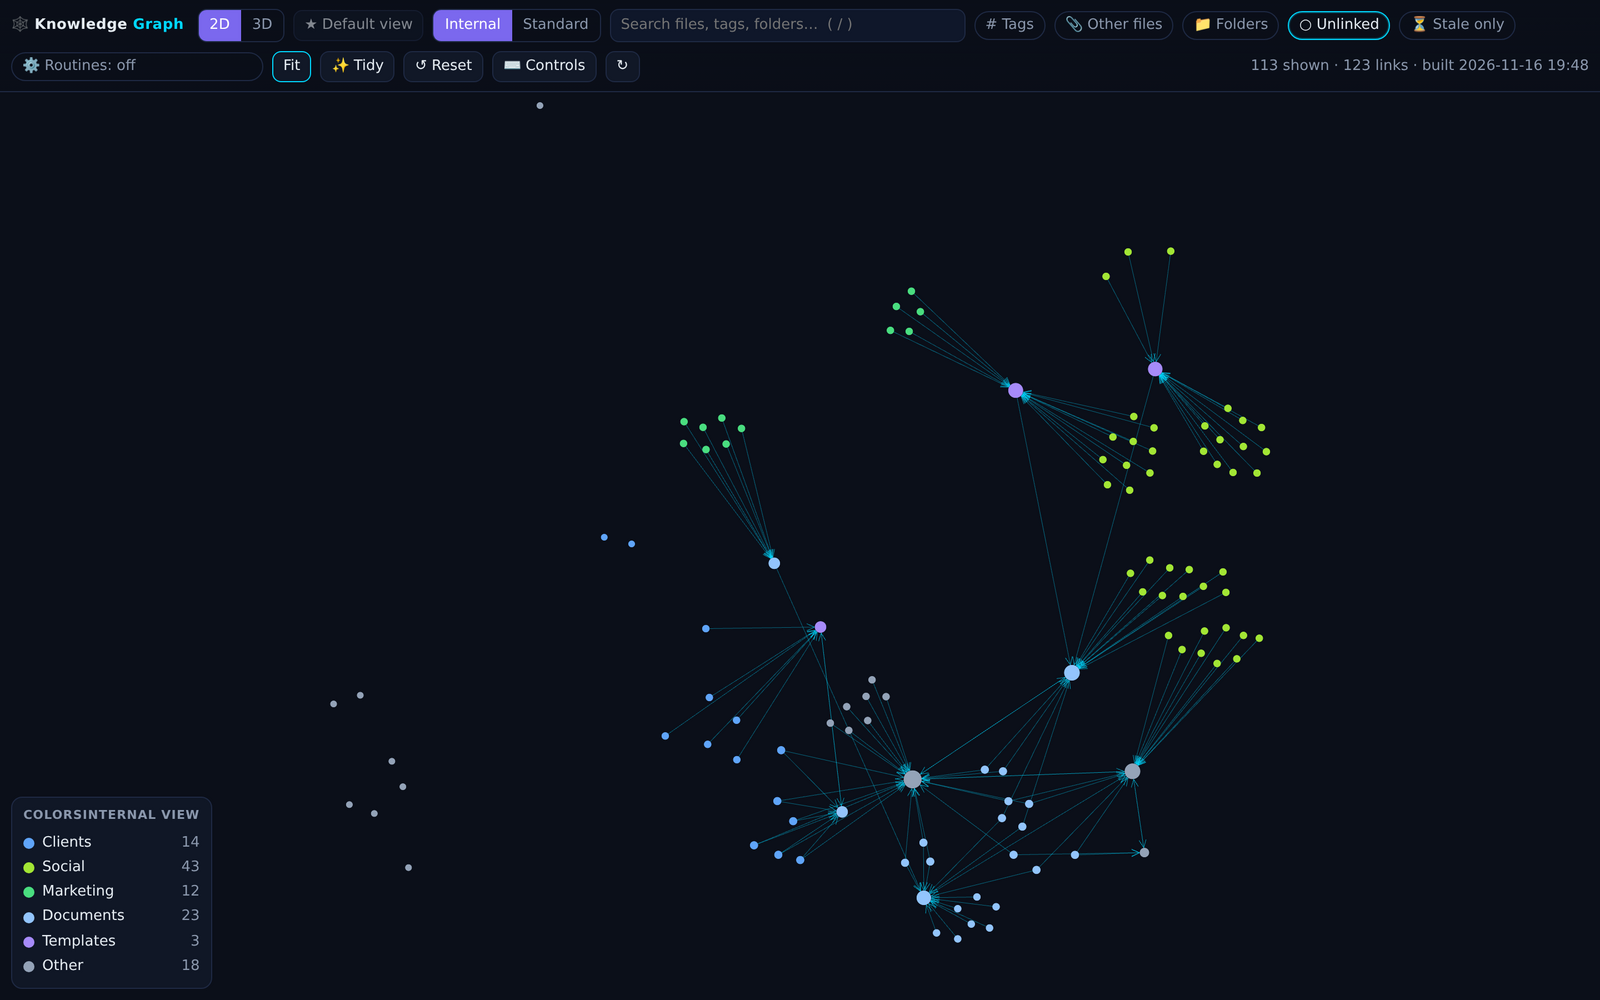 🕸️ Knowledge Graph 2D 3D ★ Default view Internal Standard Search files, tags, folders… ( / ) # Tags 📎 Other files 📁 Folders ○ Unlinked ⏳ Stale only
⚙️ Routines: off Fit ✨ Tidy ↺ Reset ⌨️ Controls ↻ 113 shown · 123 links · built 2026-11-16 19:48
COLORSINTERNAL VIEW
Clients 14
Social 43
Marketing 12
Documents 23
Templates 3
Other 18